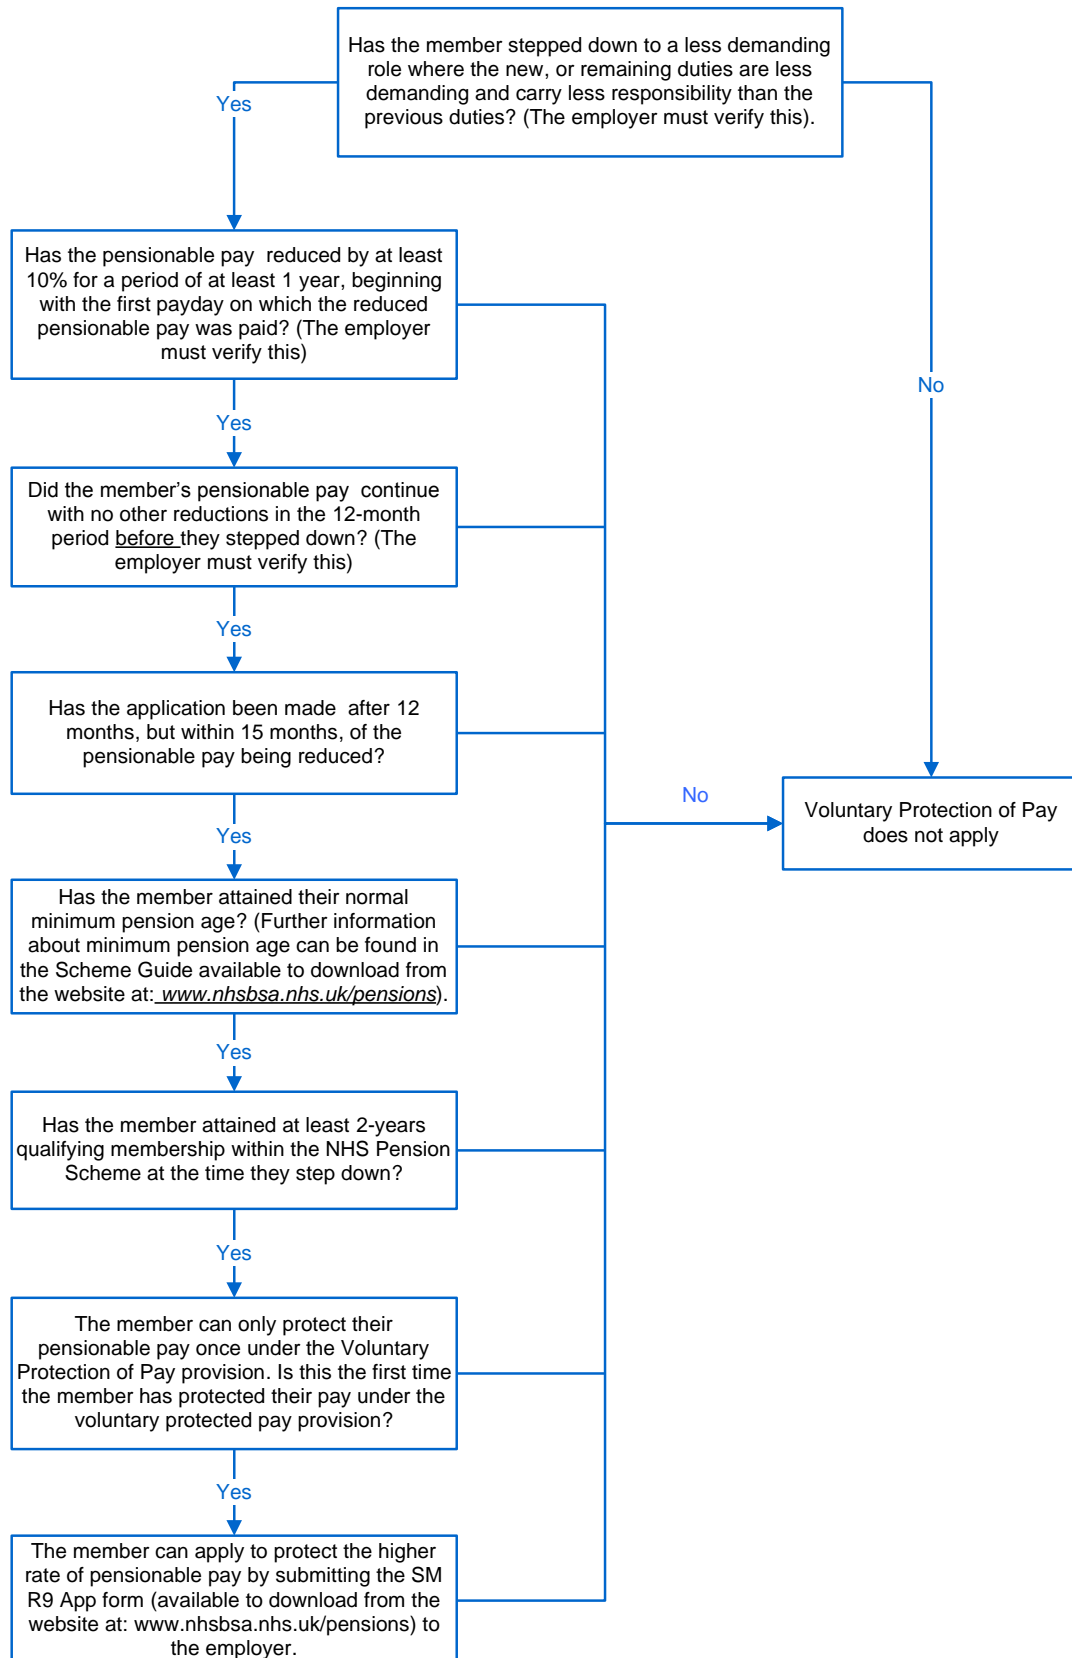 Has the member stepped down to a less demanding
role where the new, or remaining duties are less
demanding and carry less responsibility than the
previous duties? (The employer must verify this).
Yes
Has the pensionable pay  reduced by at least
10% for a period of at least 1 year, beginning
with the first payday on which the reduced
pensionable pay was paid? (The employer
must verify this)
No
Yes
Did the member’s pensionable pay  continue
with no other reductions in the 12-month
period before they stepped down? (The
employer must verify this)
Yes
Has the application been made  after 12
months, but within 15 months, of the
pensionable pay being reduced?
No
Voluntary Protection of Pay
does not apply
Yes
Has the member attained their normal
minimum pension age? (Further information
about minimum pension age can be found in
the Scheme Guide available to download from
the website at: www.nhsbsa.nhs.uk/pensions).
Yes
Has the member attained at least 2-years
qualifying membership within the NHS Pension
Scheme at the time they step down?
Yes
The member can only protect their
pensionable pay once under the Voluntary
Protection of Pay provision. Is this the first time
the member has protected their pay under the
voluntary protected pay provision?
Yes
The member can apply to protect the higher
rate of pensionable pay by submitting the SM
R9 App form (available to download from the
website at: www.nhsbsa.nhs.uk/pensions) to
the employer.